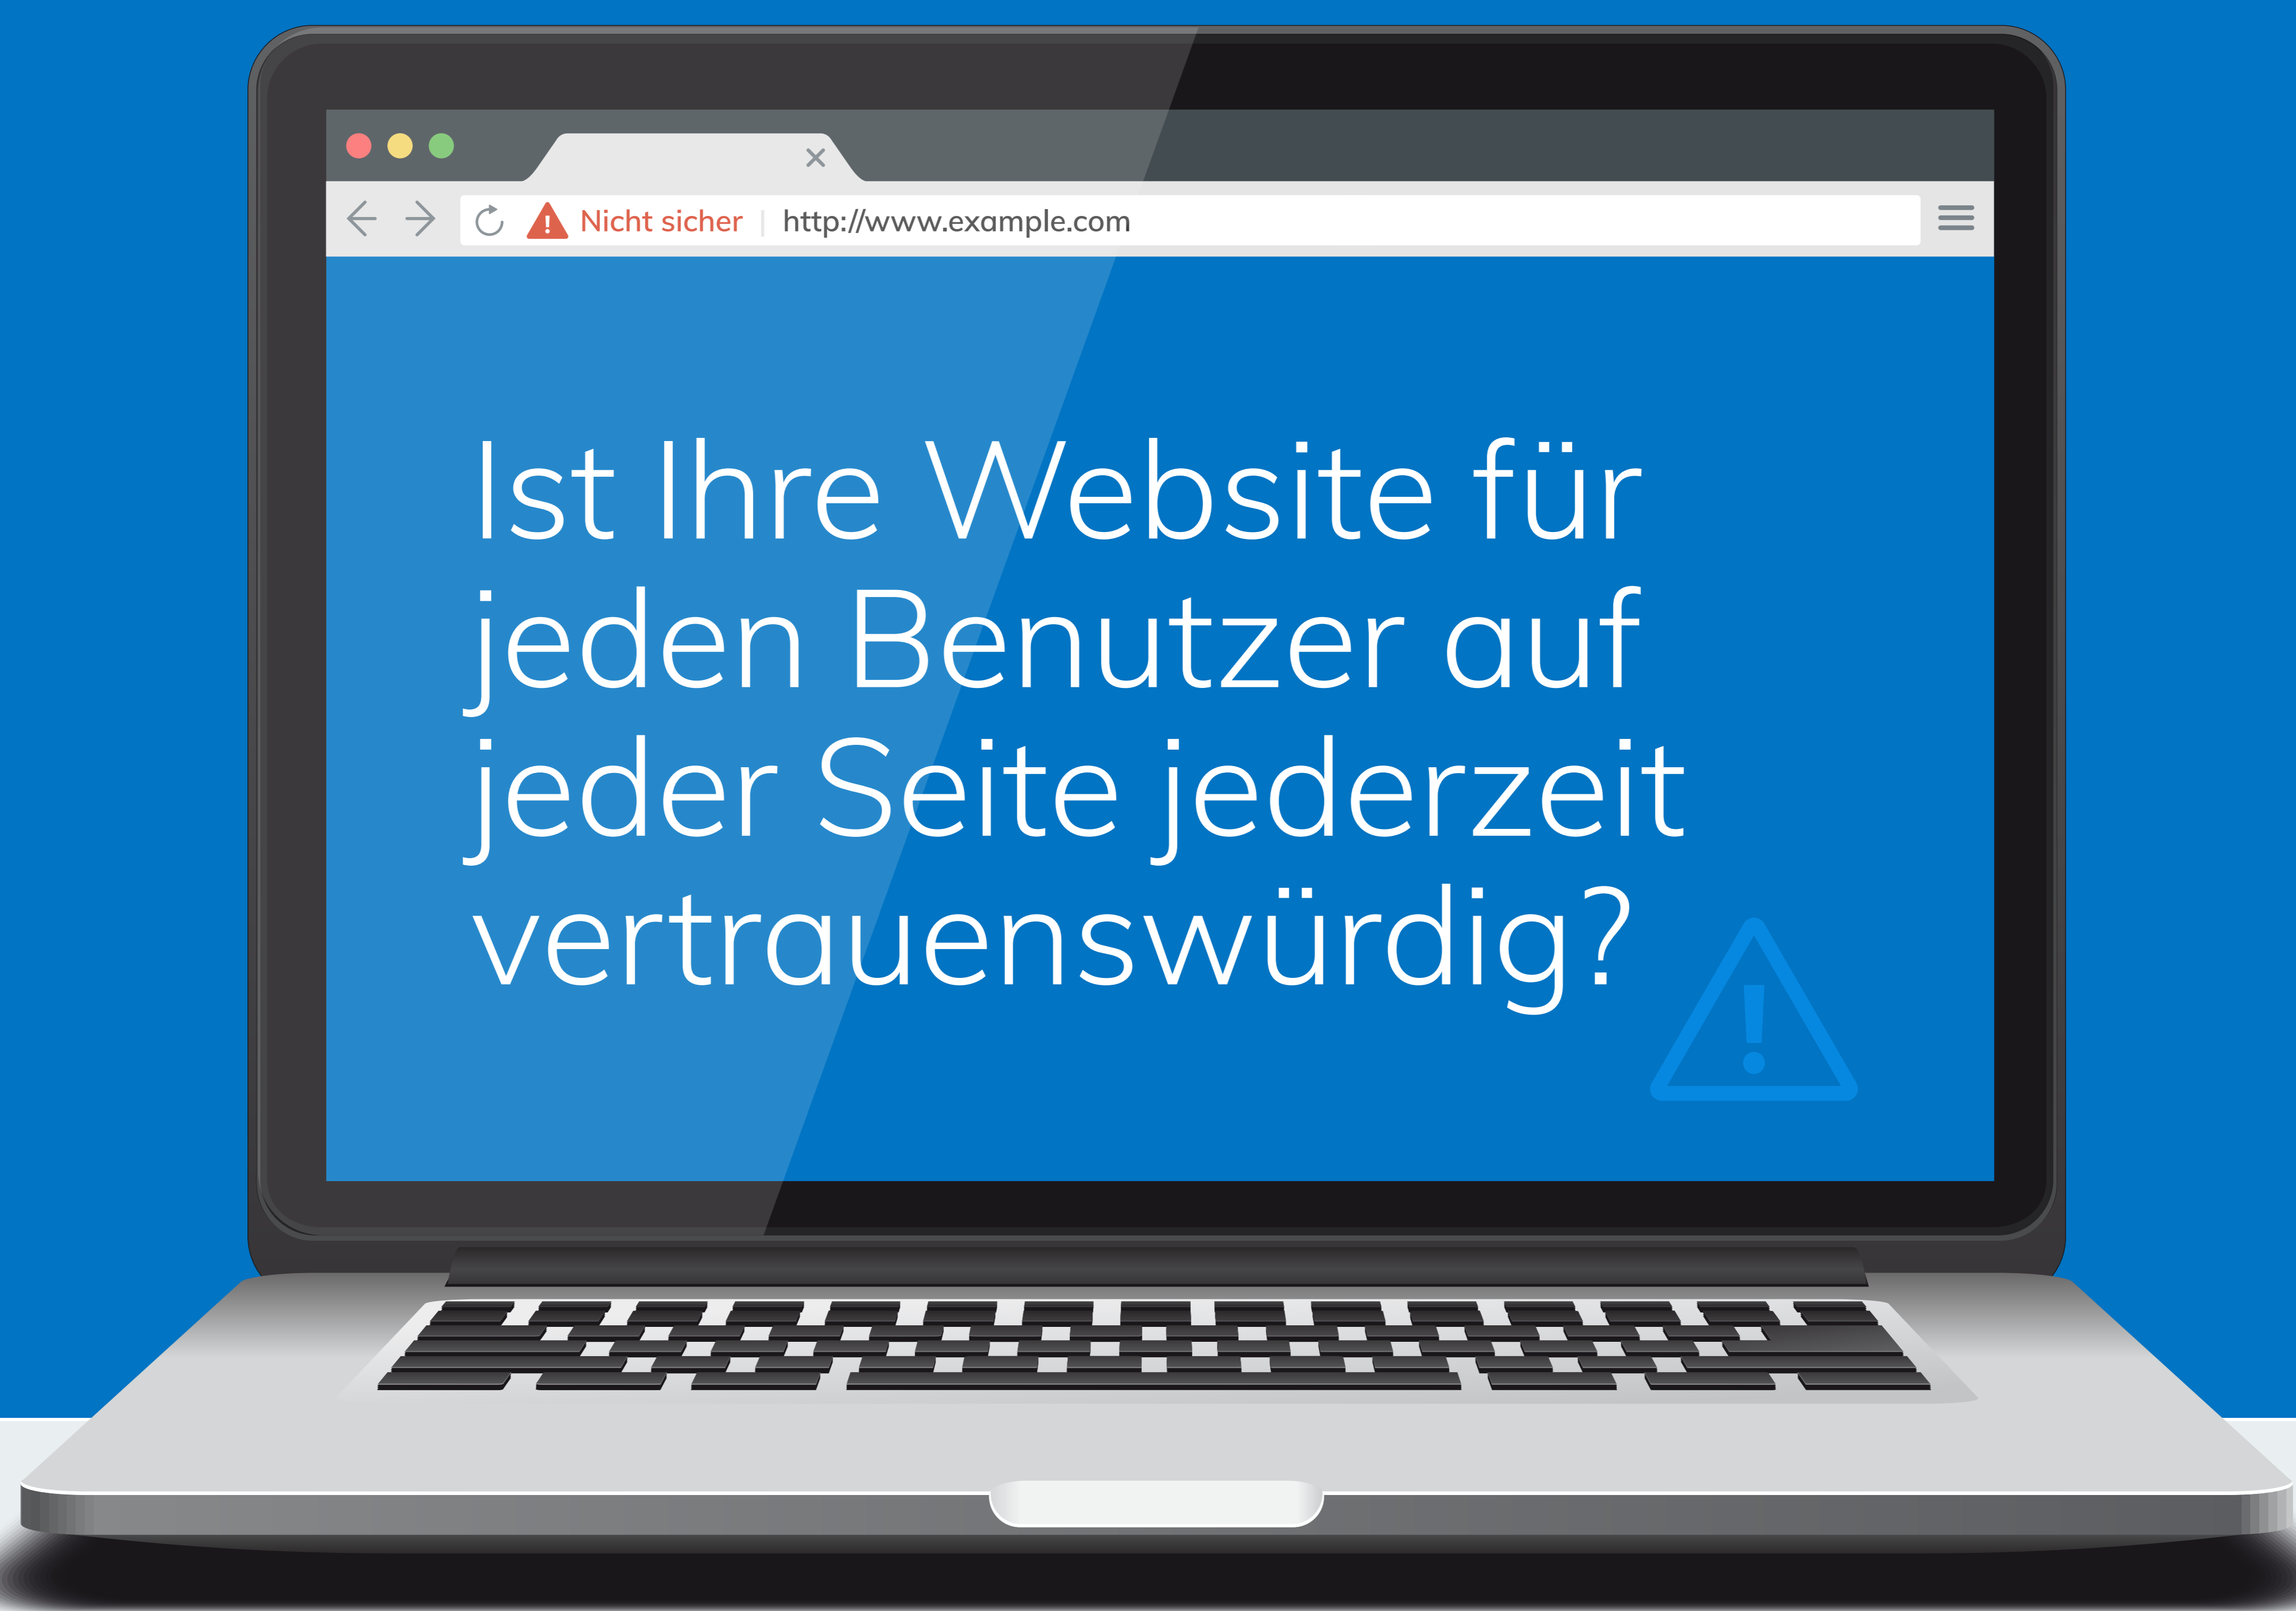 Nicht sicher | http://www.example.com
Ist Ihre Website für
jeden Benutzer auf
jeder Seite jederzeit
vertrauenswürdig?